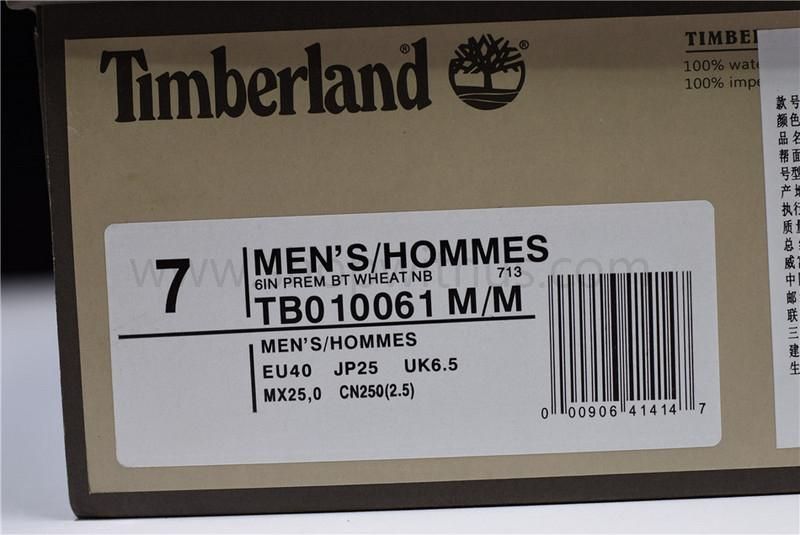 Timberland®
®
TIMBE
100% wate
100% impe
7
MEN'S/HOMMES
6IN PREM BT WHEAT NB 713
TB010061 M/M
MEN'S/HOMMES
EU40 JP25 UK6.5
MX25,0 CN250(2.5)
0 00906 41414 7
款号
颜色
品名
帮面
号型
产地
执行
质量
总
威
中
邮
联
三
建
生